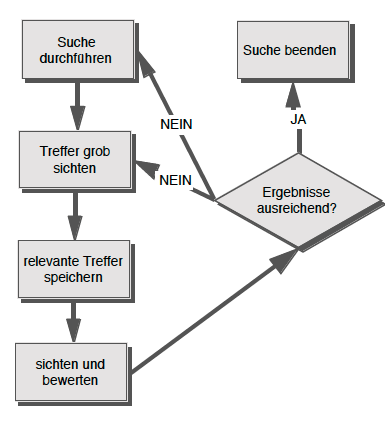 Suche
durchführen
Suche beenden
NEIN
JA
Treffer grob
sichten
NEIN
Ergebnisse
ausreichend?
relevante Treffer
speichern
sichten und
bewerten